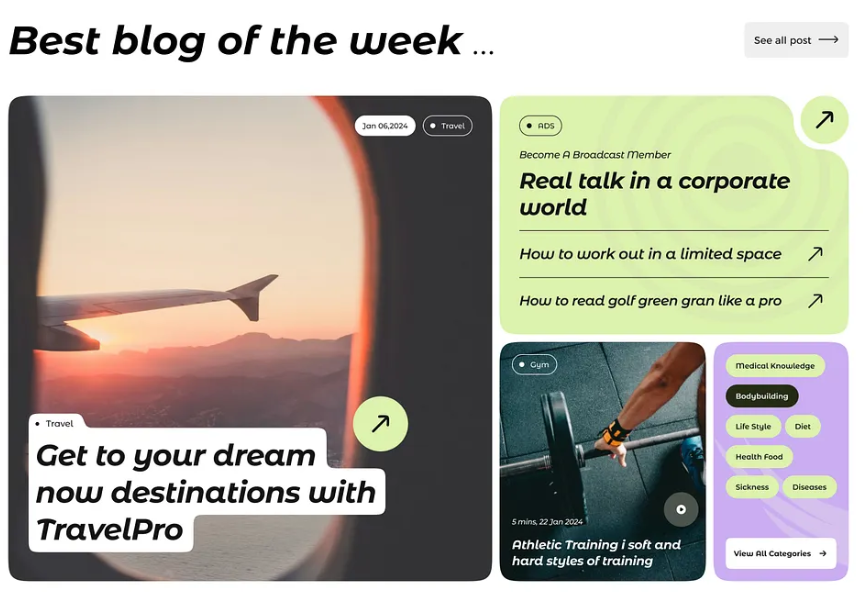 Best blog of the week ...
See all post
Jan 06,2024
Travel
Travel
Get to your dream
now destinations with
TravelPro
ADS
Become A Broadcast Member
Real talk in a corporate
world
How to work out in a limited space
How to read golf green gran like a pro
Gym
5 mins, 22 Jan 2024
Athletic Training i soft and
hard styles of training
Medical Knowledge
Bodybuilding
Life Style
Diet
Health Food
Sickness
Diseases
View All Categories